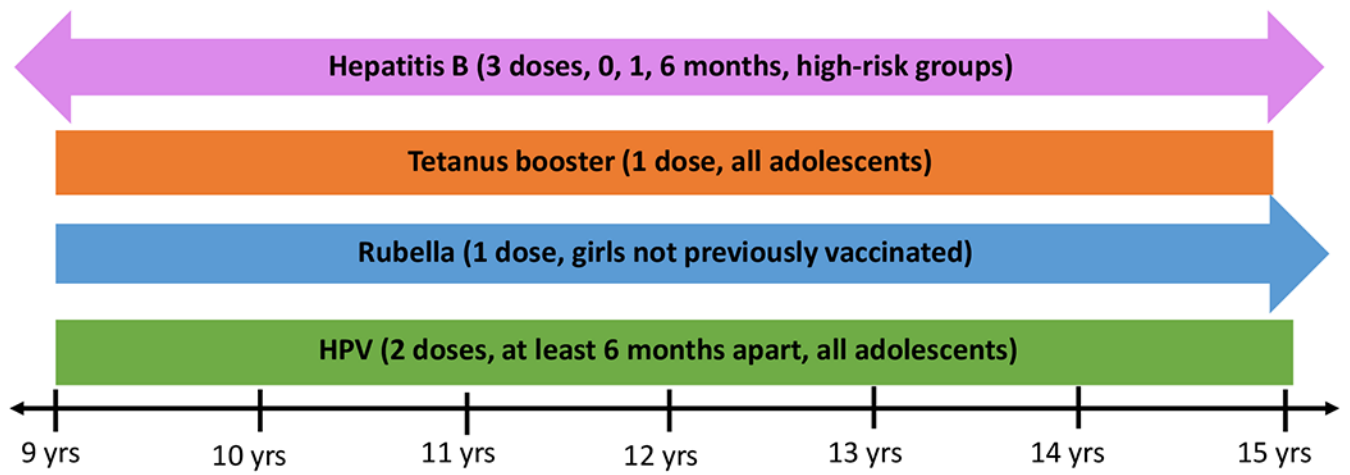 Hepatitis B (3 doses, 0, 1, 6 months, high-risk groups)
Tetanus booster (1 dose, all adolescents)
Rubella (1 dose, girls not previously vaccinated)
HPV (2 doses, at least 6 months apart, all adolescents)
9 yrs 10 yrs 11 yrs 12 yrs 13 yrs 14 yrs 15 yrs